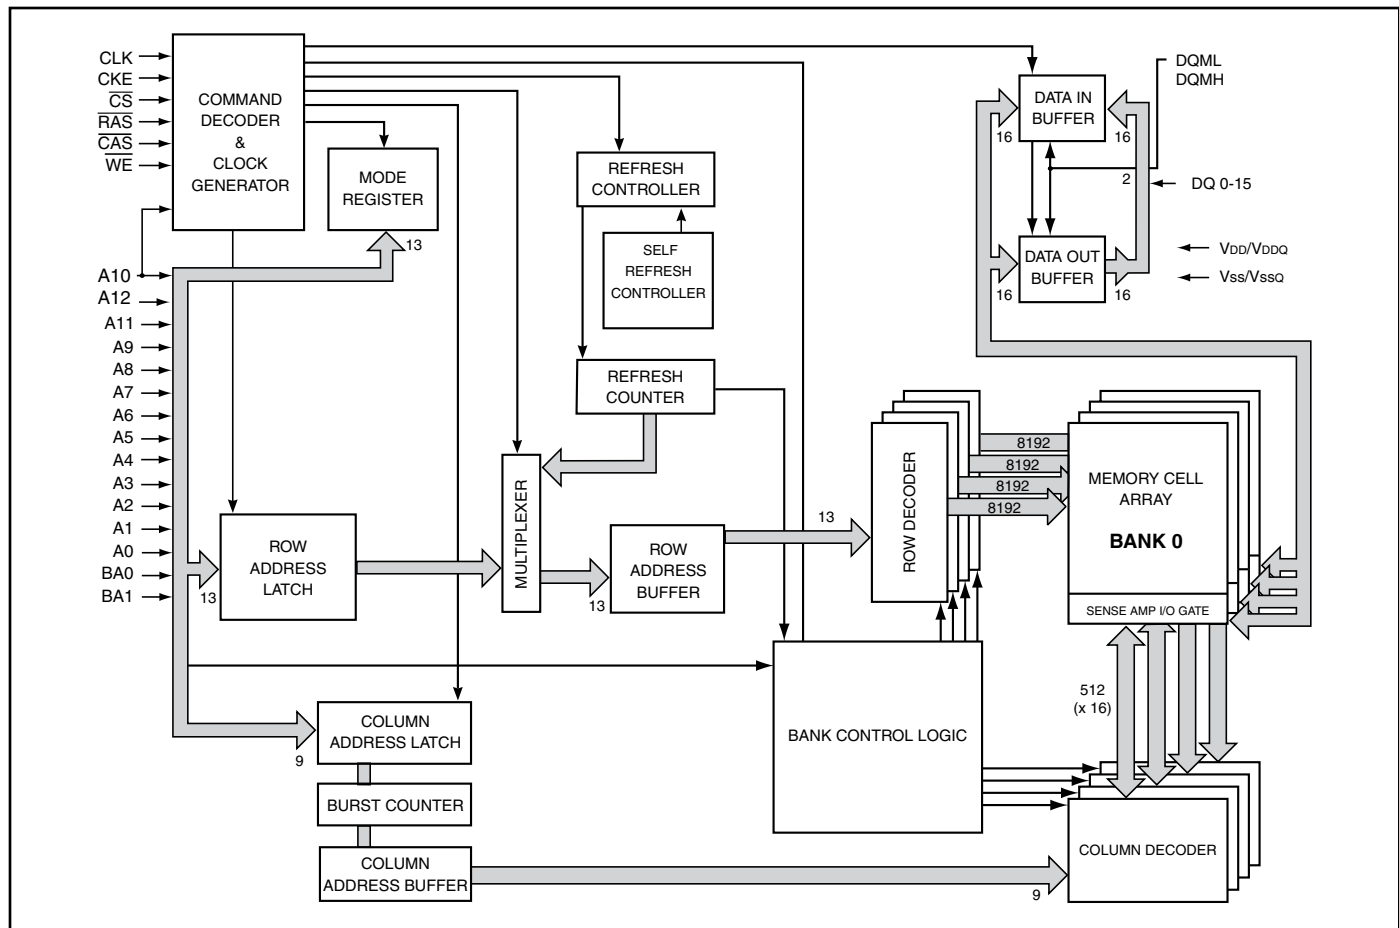 CLK
CKE
CS
RAS
CAS
WE
A10
A12
A11
A9
A8
A7
A6
A5
A4
A3
A2
A1
A0
BA0
BA1
COMMAND
DECODER
&
CLOCK
GENERATOR
MODE
REGISTER
13
REFRESH
CONTROLLER
SELF
REFRESH
CONTROLLER
REFRESH
COUNTER
DATA IN
BUFFER
16
16
DQML
DQMH
2
DQ 0-15
DATA OUT
BUFFER
16
16
VDD/VDDQ
Vss/VssQ
13
ROW
ADDRESS
LATCH
MULTIPLEXER
13
ROW
ADDRESS
BUFFER
13
ROW DECODER
8192
8192
8192
8192
MEMORY CELL
ARRAY
BANK 0
SENSE AMP I/O GATE
512
(x 16)
BANK CONTROL LOGIC
9
COLUMN
ADDRESS LATCH
BURST COUNTER
COLUMN
ADDRESS BUFFER
9
COLUMN DECODER